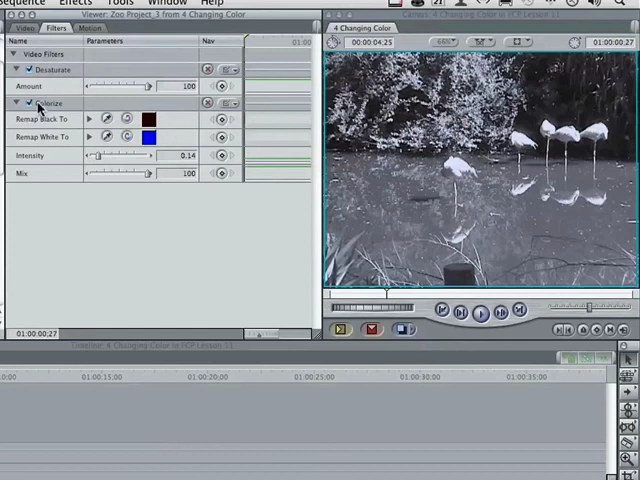 Sequence Effects Tools Window Help
Viewer: Zoo Project_3 from 4 Changing Color
Canvas: 4 Changing Color in FCP Lesson 11
Video Filters Motion
4 Changing Color
Name Parameters Nav 01:00
00:00:04:25 66% 01:00:00:27
Video Filters
Desaturate
Amount 100
Colorize
Remap Black To
Remap White To
Intensity 0.14
Mix 100
01:00:00:27
Timeline: 4 Changing Color in FCP Lesson 11
01:00:15;00 01:00:20;00 01:00:25;00 01:00:30;00 01:00:35;00